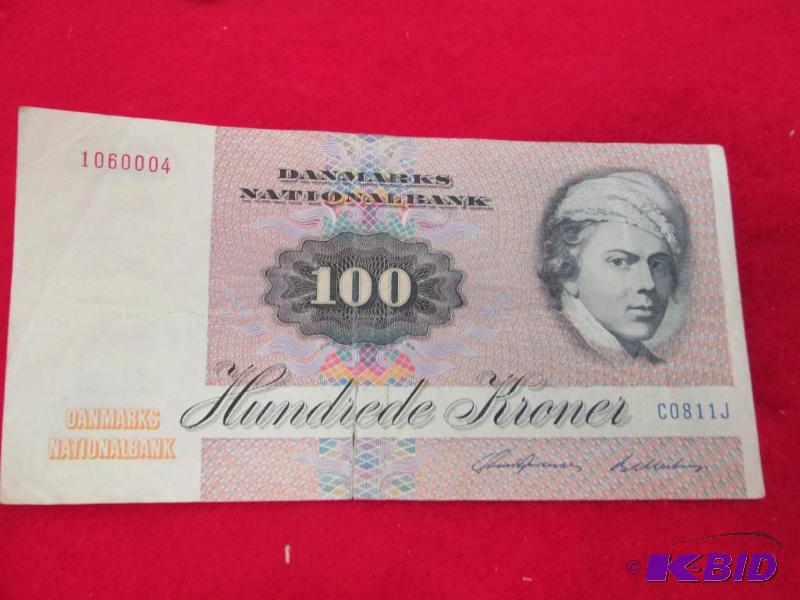 1060004
DANMARKS
NATIONALBANK
100
Hundrede Kroner
C0811J
DANMARKS
NATIONALBANK
© K-BID